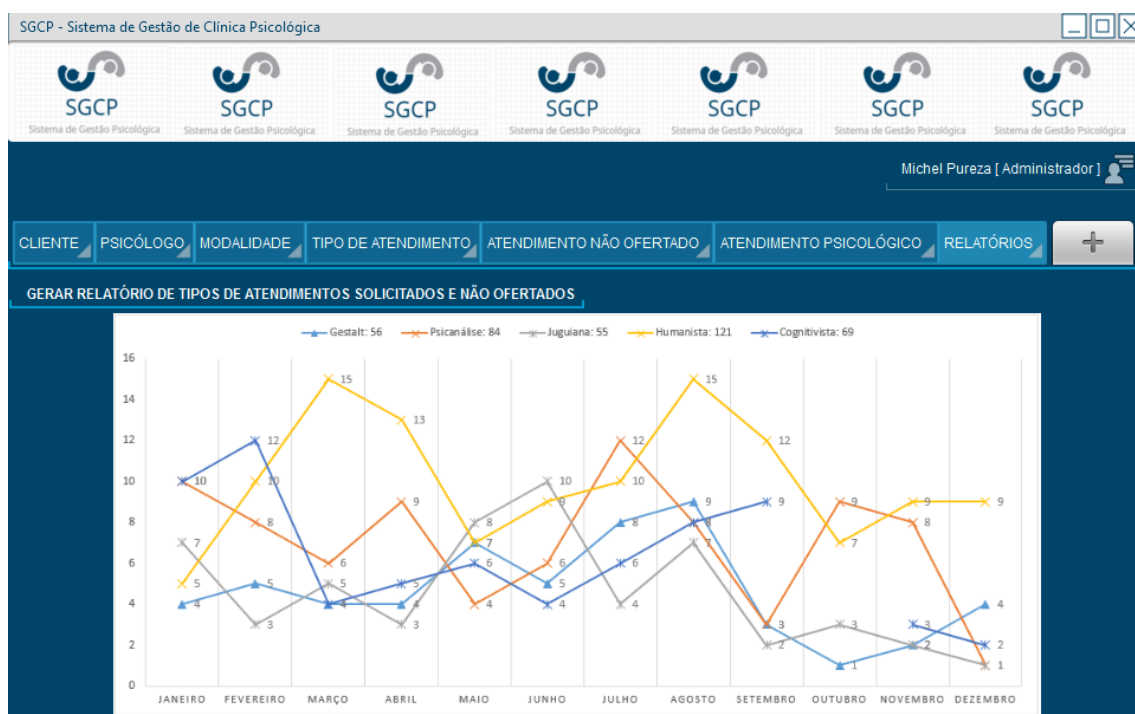 SGCP - Sistema de Gestão de Clínica Psicológica
SGCP SGCP SGCP SGCP SGCP SGCP SGCP
Sistema de Gestão Psicológica Sistema de Gestão Psicológica Sistema de Gestão Psicológica Sistema de Gestão Psicológica Sistema de Gestão Psicológica Sistema de Gestão Psicológica Sistema de Gestão Psicológica
Michel Pureza [ Administrador ]
CLIENTE PSICÓLOGO MODALIDADE TIPO DE ATENDIMENTO ATENDIMENTO NÃO OFERTADO ATENDIMENTO PSICOLÓGICO RELATÓRIOS
GERAR RELATÓRIO DE TIPOS DE ATENDIMENTOS SOLICITADOS E NÃO OFERTADOS
Gestalt: 56 Psicanálise: 84 Juguiana: 55 Humanista: 121 Cognitivista: 69
16
15 15
14
13
12 12 12 12
10 10 10 10 10
9 9 9 9 9 9 9
8 8 8 8 8 8
7 7 7 7
6 6 6 6 6
5 5 5 5 5 5
4 4 4 4 4 4 4 4
3 3 3 3 3
2 2 2 2
1 1
0
JANEIRO FEVEREIRO MARÇO ABRIL MAIO JUNHO JULHO AGOSTO SETEMBRO OUTUBRO NOVEMBRO DEZEMBRO